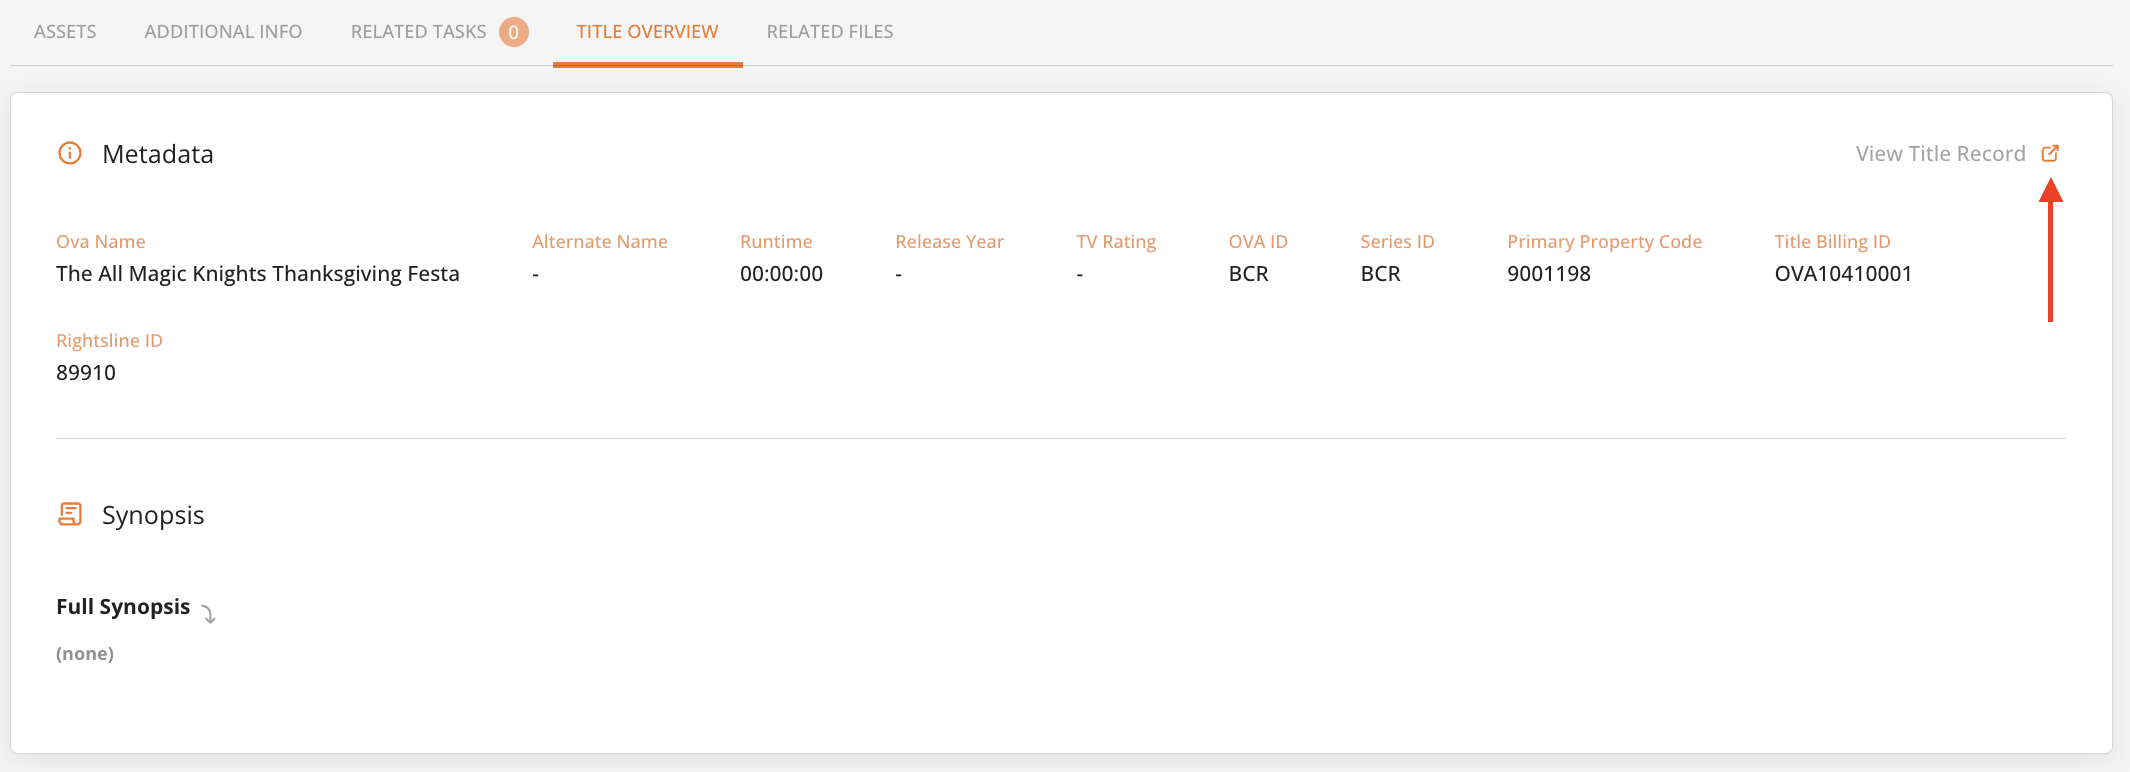 ASSETS ADDITIONAL INFO RELATED TASKS 0 TITLE OVERVIEW RELATED FILES
Metadata View Title Record
Ova Name Alternate Name Runtime Release Year TV Rating OVA ID Series ID Primary Property Code Title Billing ID
The All Magic Knights Thanksgiving Festa - 00:00:00 - - BCR BCR 9001198 OVA10410001
Rightsline ID
89910
Synopsis
Full Synopsis
(none)